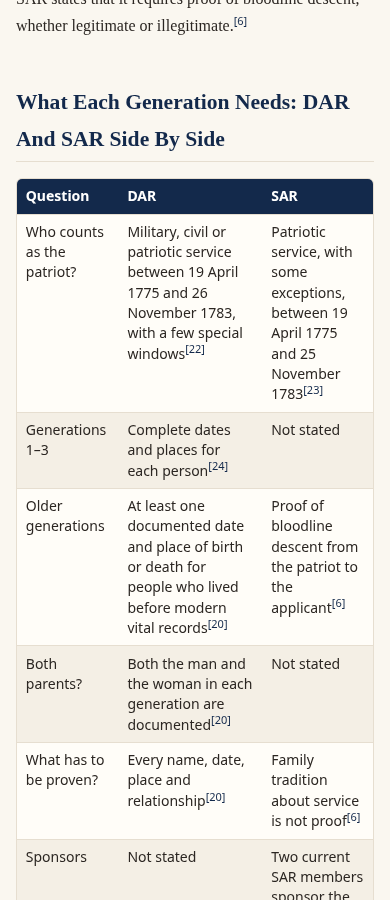 SAR states that it requires proof of bloodline descent,
whether legitimate or illegitimate.[6]
What Each Generation Needs: DAR
And SAR Side By Side
Question DAR SAR
Who counts
as the
patriot?
Military, civil or
patriotic service
between 19 April
1775 and 26
November 1783,
with a few special
windows[22]
Patriotic
service, with
some
exceptions,
between 19
April 1775
and 25
November
1783[23]
Generations
1–3
Complete dates
and places for
each person[24]
Not stated
Older
generations
At least one
documented date
and place of birth
or death for
people who lived
before modern
vital records[20]
Proof of
bloodline
descent from
the patriot to
the
applicant[6]
Both
parents?
Both the man and
the woman in each
generation are
documented[20]
Not stated
What has to
be proven?
Every name, date,
place and
relationship[20]
Family
tradition
about service
is not proof[6]
Sponsors
Not stated
Two current
SAR members
sponsor the